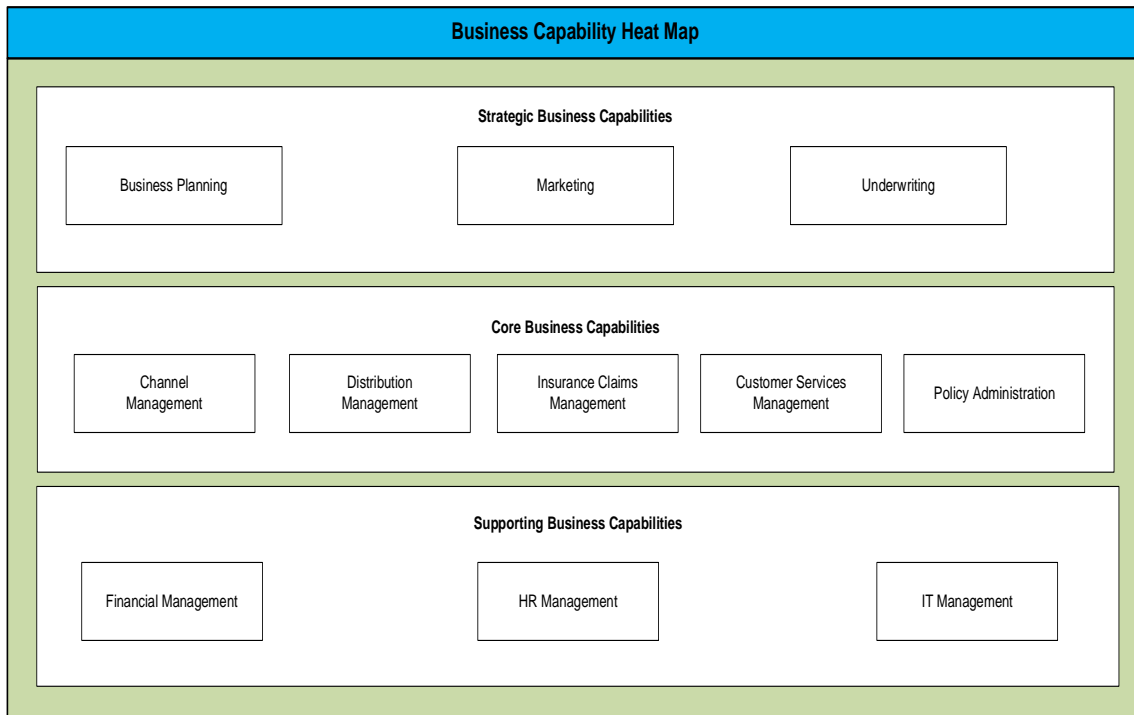 Business Capability Heat Map
Strategic Business Capabilities
Business Planning
Marketing
Underwriting
Core Business Capabilities
Channel
Management
Distribution
Management
Insurance Claims
Management
Customer Services
Management
Policy Administration
Supporting Business Capabilities
Financial Management
HR Management
IT Management